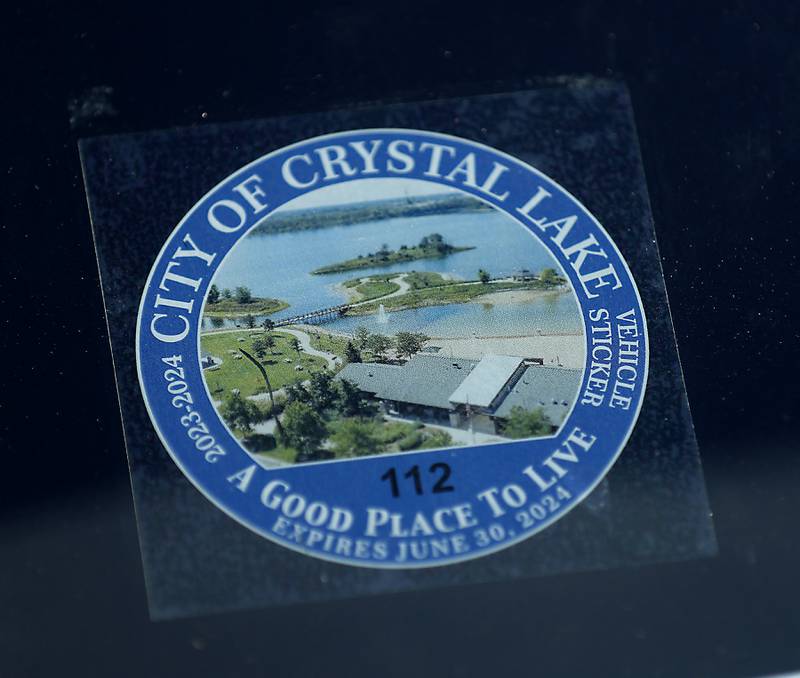 CITY OF CRYSTAL LAKE
VEHICLE
STICKER
2023-2024
112
A GOOD PLACE TO LIVE
EXPIRES JUNE 30, 2024